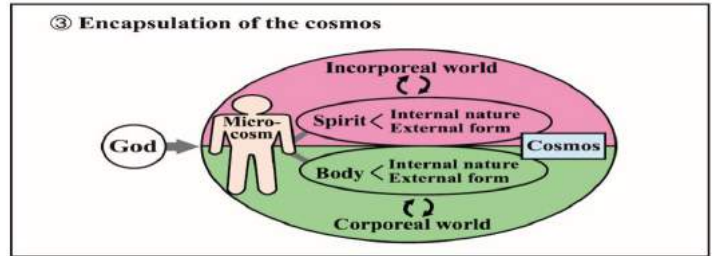 ③ Encapsulation of the cosmos
Incorporeal world
Micro-
cosm
Spirit < Internal nature
External form
God
Cosmos
Body < Internal nature
External form
Corporeal world